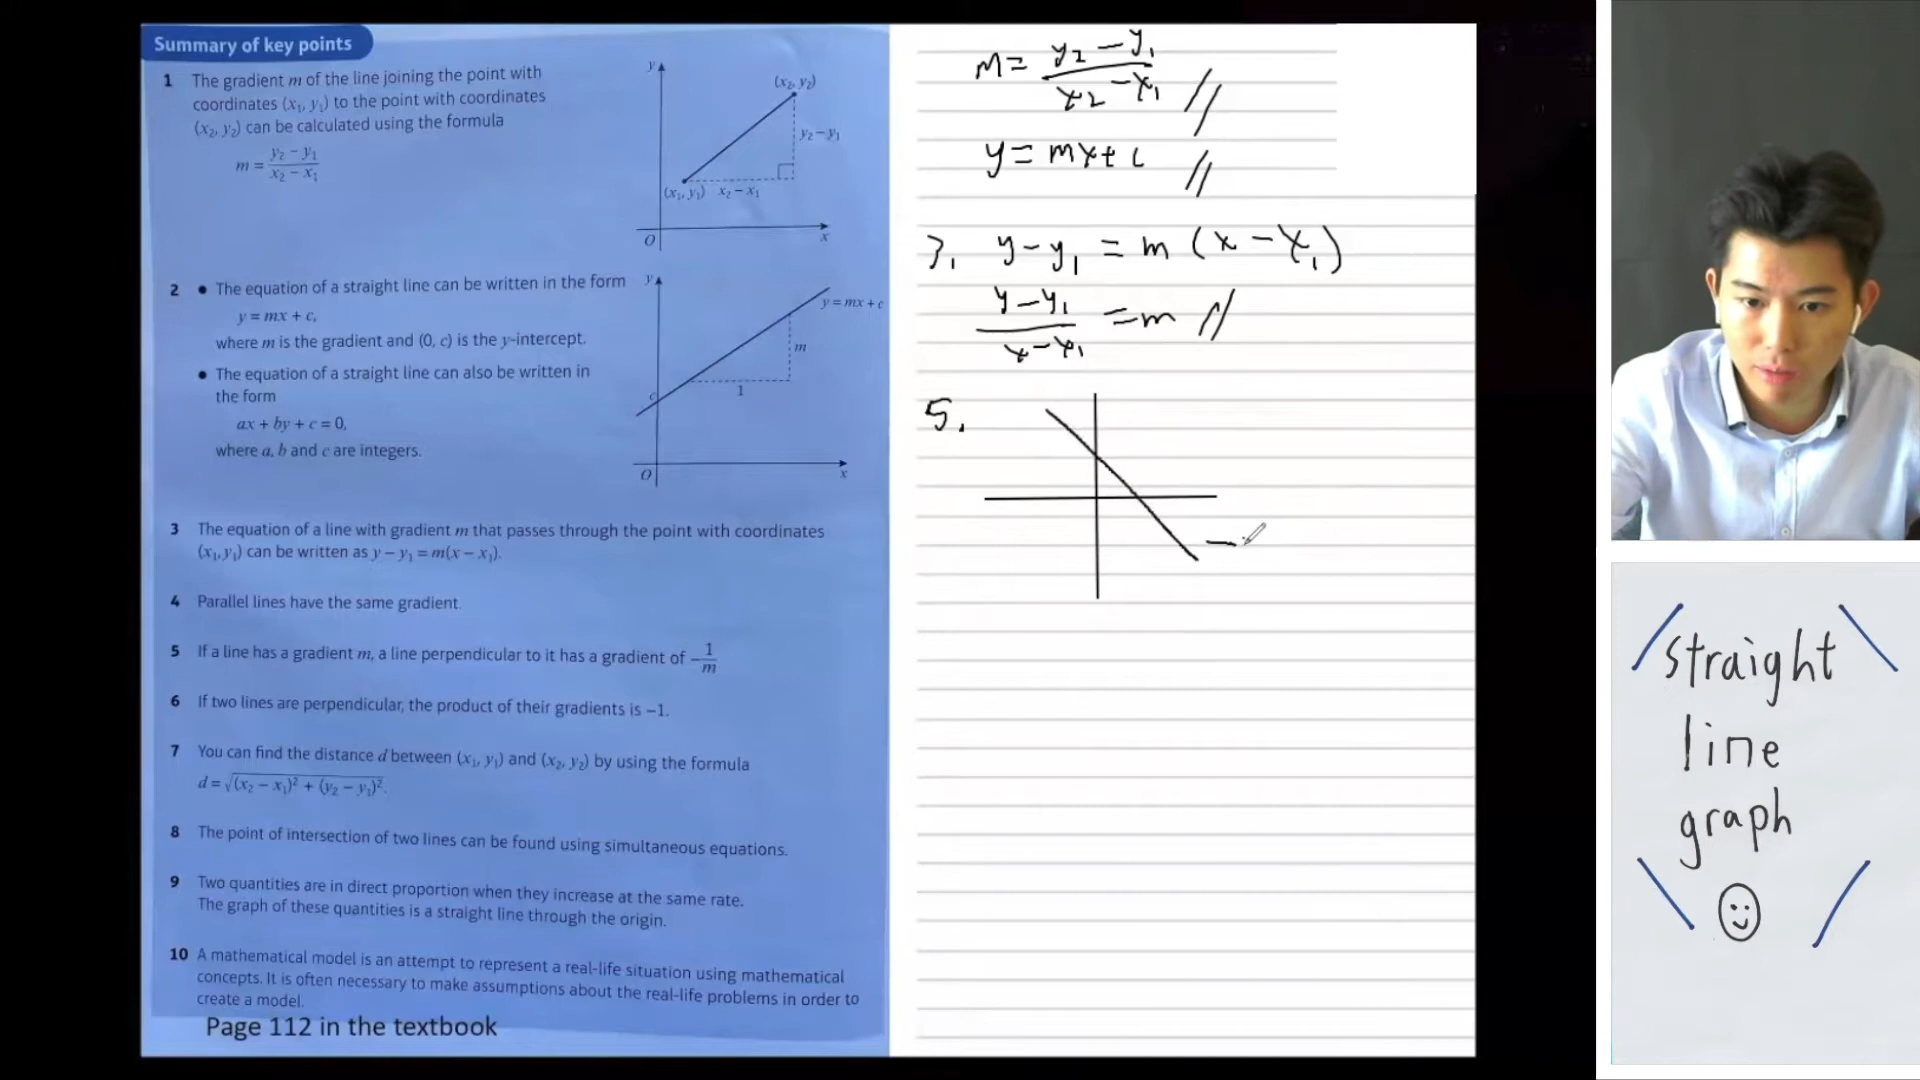 Summary of key points
1 The gradient m of the line joining the point with
coordinates (x₁, y₁) to the point with coordinates
(x₂, y₂) can be calculated using the formula
m = (y₂ − y₁)/(x₂ − x₁)
y
(x₂, y₂)
y₂ − y₁
(x₁, y₁) x₂ − x₁
O
x
2 • The equation of a straight line can be written in the form
y = mx + c,
where m is the gradient and (0, c) is the y-intercept.
• The equation of a straight line can also be written in
the form
ax + by + c = 0,
where a, b and c are integers.
y
y = mx + c
m
1
c
O
x
3 The equation of a line with gradient m that passes through the point with coordinates
(x₁, y₁) can be written as y − y₁ = m(x − x₁).
4 Parallel lines have the same gradient.
5 If a line has a gradient m, a line perpendicular to it has a gradient of −1/m
6 If two lines are perpendicular, the product of their gradients is −1.
7 You can find the distance d between (x₁, y₁) and (x₂, y₂) by using the formula
d = √(x₂ − x₁)² + (y₂ − y₁)².
8 The point of intersection of two lines can be found using simultaneous equations.
9 Two quantities are in direct proportion when they increase at the same rate.
The graph of these quantities is a straight line through the origin.
10 A mathematical model is an attempt to represent a real-life situation using mathematical
concepts. It is often necessary to make assumptions about the real-life problems in order to
create a model.
Page 112 in the textbook
m = (y₂ − y₁)/(x₂ − x₁) //
y = mx + c //
3. y − y₁ = m (x − x₁)
(y − y₁)/(x − x₁) = m //
5.
−
straight
line
graph